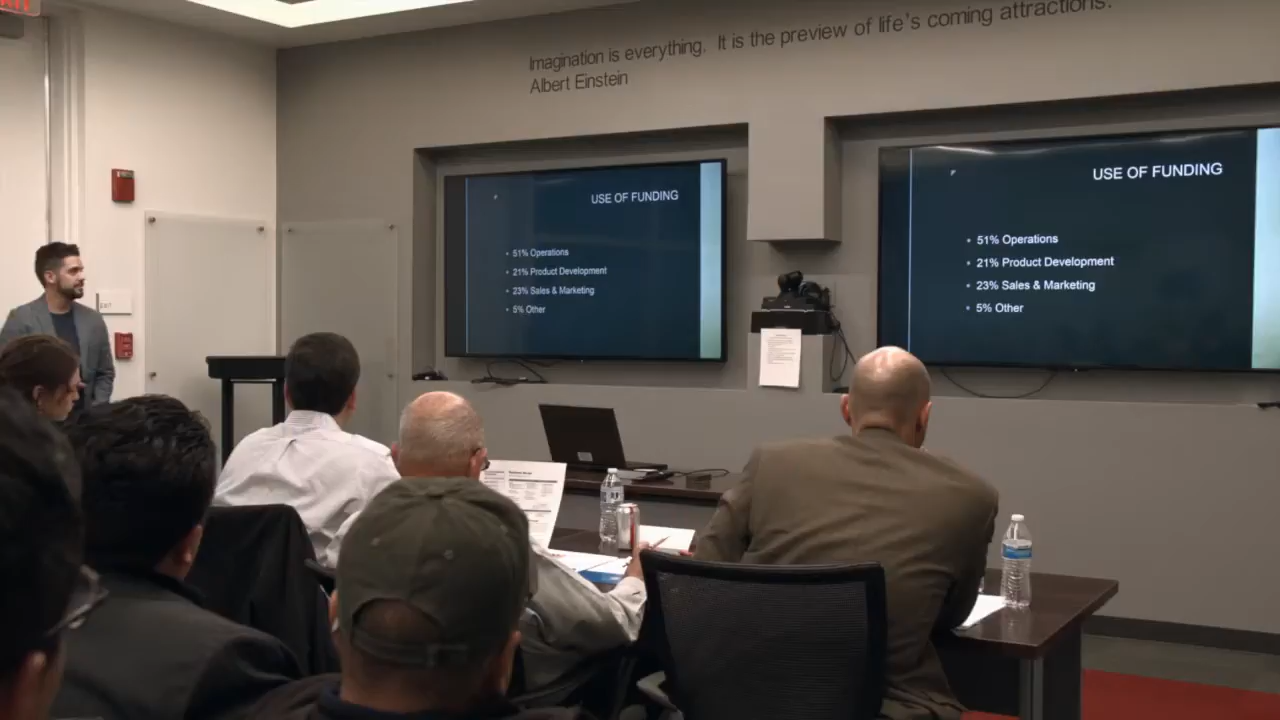 Imagination is everything. It is the preview of life's coming attractions.
Albert Einstein
USE OF FUNDING
• 51% Operations
• 21% Product Development
• 23% Sales & Marketing
• 5% Other
USE OF FUNDING
• 51% Operations
• 21% Product Development
• 23% Sales & Marketing
• 5% Other